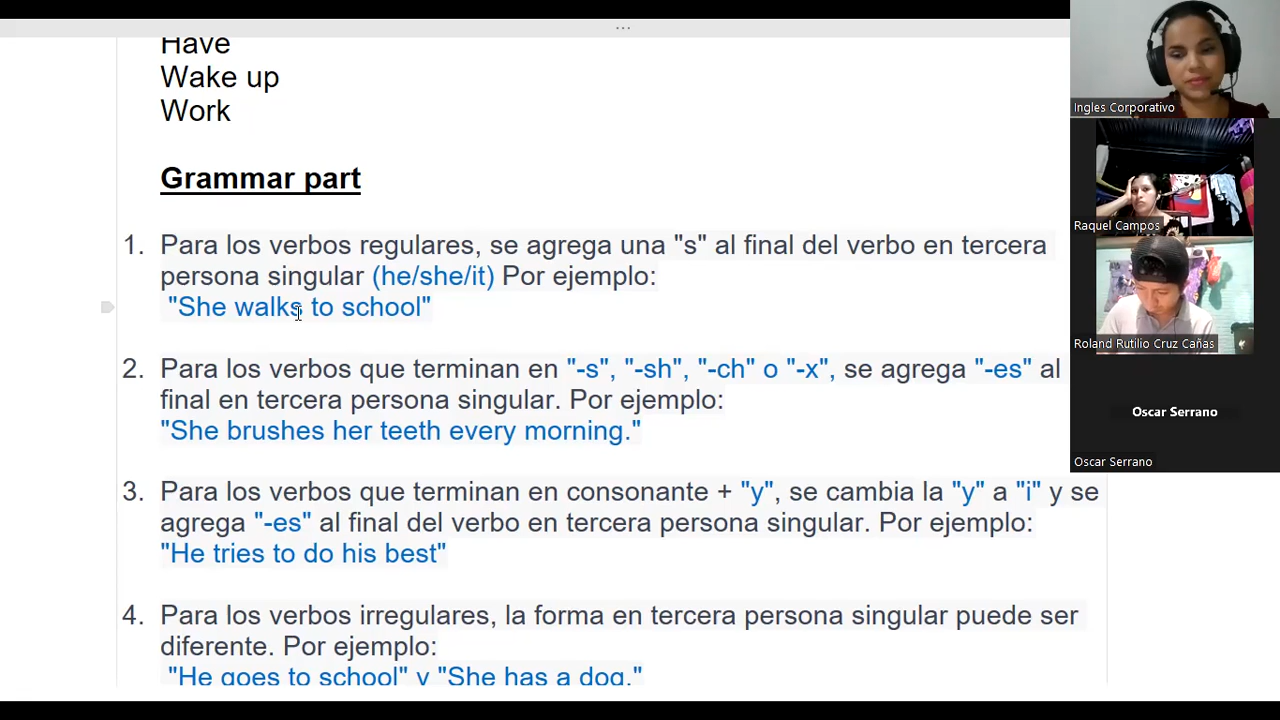 Have
Wake up
Work
Grammar part
1. Para los verbos regulares, se agrega una "s" al final del verbo en tercera
persona singular (he/she/it) Por ejemplo:
"She walks to school"
2. Para los verbos que terminan en "-s", "-sh", "-ch" o "-x", se agrega "-es" al
final en tercera persona singular. Por ejemplo:
"She brushes her teeth every morning."
3. Para los verbos que terminan en consonante + "y", se cambia la "y" a "i" y se
agrega "-es" al final del verbo en tercera persona singular. Por ejemplo:
"He tries to do his best"
4. Para los verbos irregulares, la forma en tercera persona singular puede ser
diferente. Por ejemplo:
"He goes to school" y "She has a dog."
Ingles Corporativo
Raquel Campos
Roland Rutilio Cruz Cañas
Oscar Serrano
Oscar Serrano